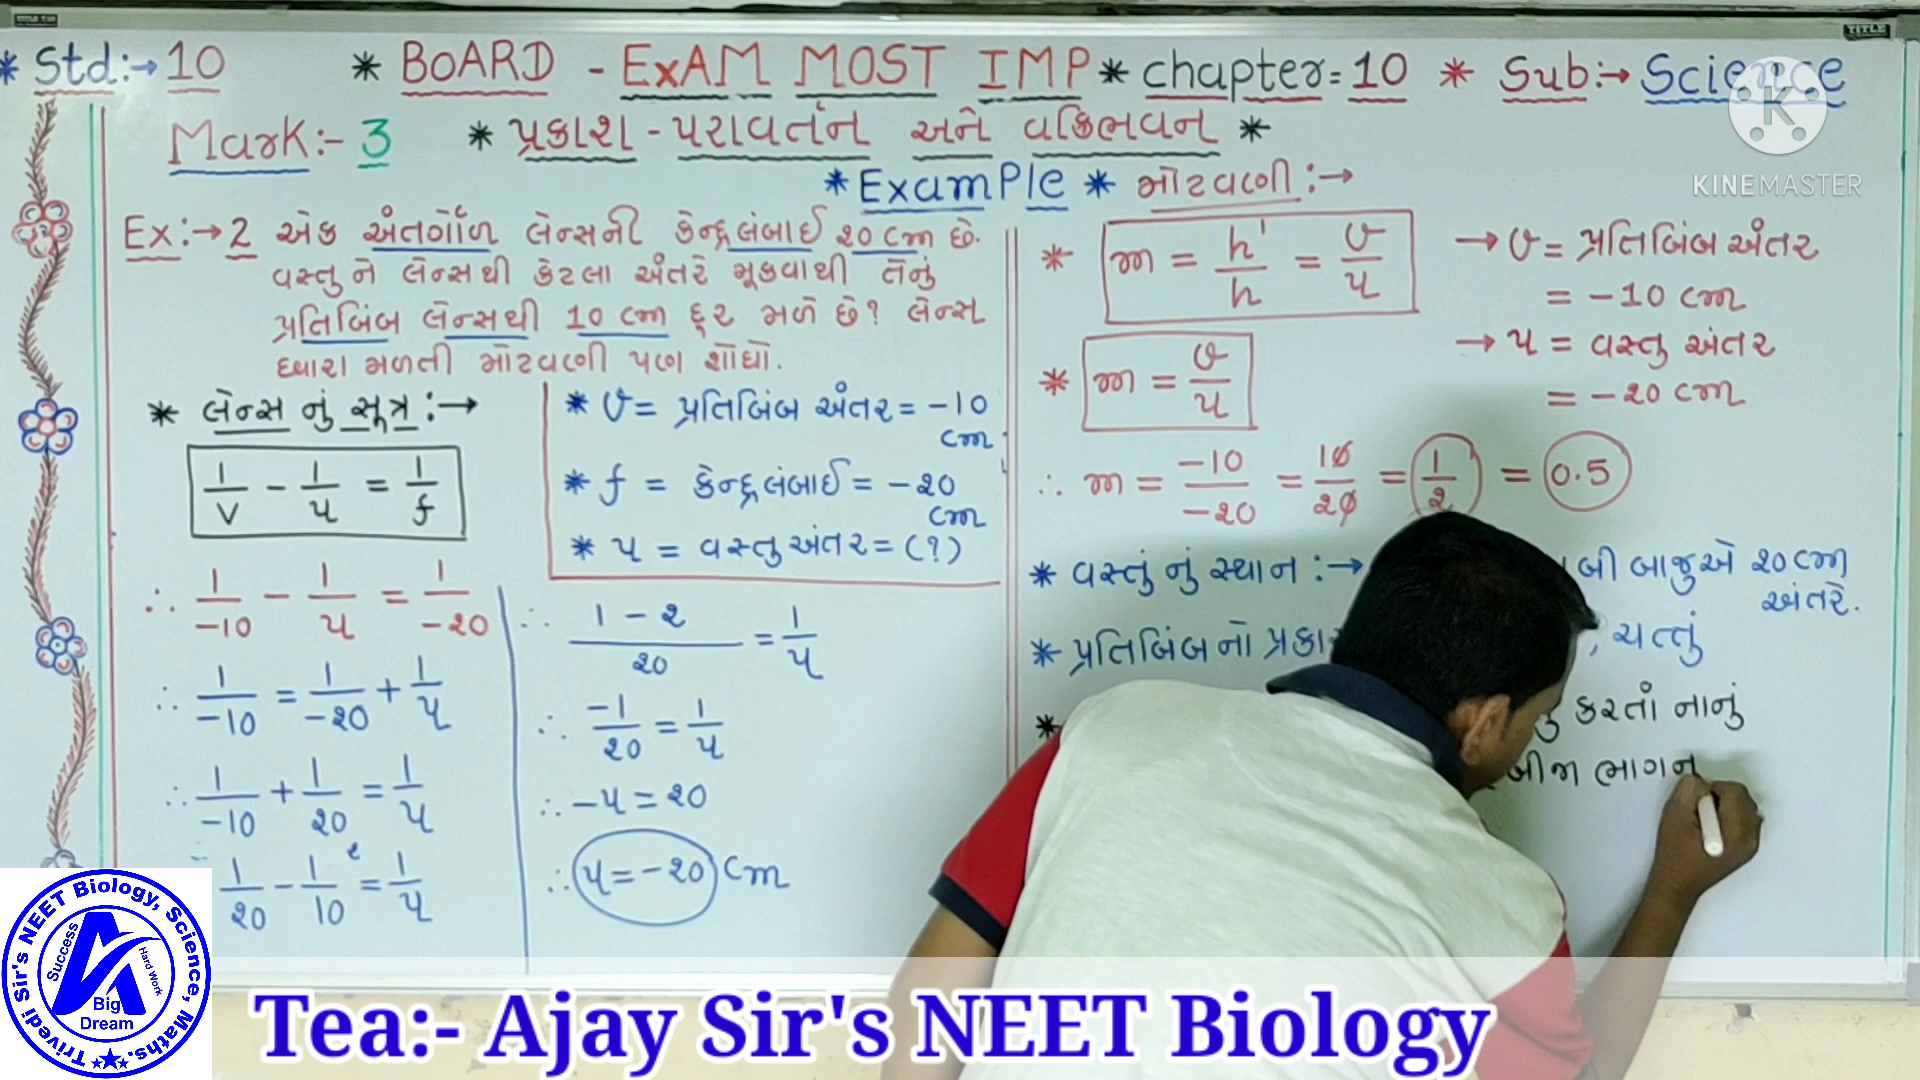 * Std:→ 10 * BOARD - EXAM MOST IMP * chapter = 10 * Sub:→ Science
Mark:- 3 * પ્રકાશ - પરાવર્તન અને વક્રિભવન *
KINEMASTER
* Example * મોટવણી :→
Ex:→ 2 એક અંતર્ગોળ લેન્સની કેન્દ્રલંબાઈ 20 cm છે.
વસ્તુને લેન્સથી કેટલા અંતરે મૂકવાથી તેનું
પ્રતિબિંબ લેન્સથી 10 cm દૂર મળે છે? લેન્સ
દ્વારા મળતી મોટવણી પણ શોધો.
* લેન્સ નું સૂત્ર :→
1/v - 1/u = 1/f
∴ 1/-10 - 1/u = 1/-20
∴ 1/-10 = 1/-20 + 1/u
∴ 1/-10 + 1/20 = 1/u
1/20 - 1/10 = 1/u
* v = પ્રતિબિંબ અંતર = -10 cm
* f = કેન્દ્રલંબાઈ = -20 cm
* u = વસ્તુઅંતર = (?)
∴ 1 - 2/20 = 1/u
∴ -1/20 = 1/u
∴ -u = 20
∴ u = -20 cm
* m = h'/h = v/u
→ v = પ્રતિબિંબ અંતર
= -10 cm
→ u = વસ્તુ અંતર
= -20 cm
* m = v/u
∴ m = -10/-20 = 10/20 = 1/2 = 0.5
* વસ્તું નું સ્થાન :→ બી બાજુએ 20 cm
અંતરે.
* પ્રતિબિંબનો પ્રકા , ચત્તું
* કરતાં નાનું
બીજા ભાગન
Trivedi Sir's NEET Biology, Science, Maths.
Success
Hard Work
Big
Dream
Tea:- Ajay Sir's NEET Biology